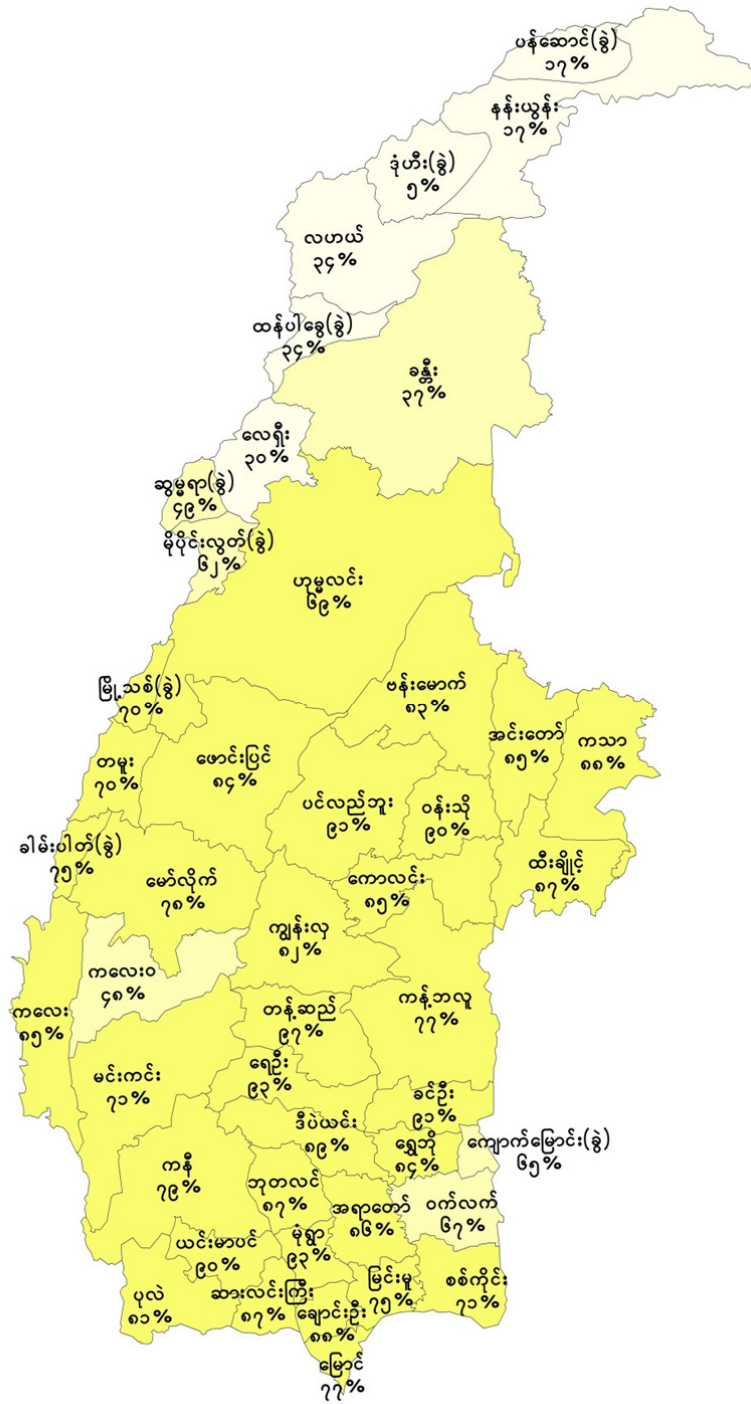 ပန်ဆောင်(ခွဲ)
၁၇%
နန်းယွန်း
၁၇%
ဒုံဟီး(ခွဲ)
၅%
လဟယ်
၃၄%
ထန်ပါခွေ(ခွဲ)
၃၄%
ခန္တီး
၃၇%
လေရှီး
၃၀%
ဆွမ္မရာ(ခွဲ)
၄၉%
မိုပိုင်းလွတ်(ခွဲ)
၆၂%
ဟုမ္မလင်း
၆၉%
မြို့သစ်(ခွဲ)
၇၀%
ဗန်းမောက်
၈၃%
အင်းတော်
၈၅%
ကသာ
၈၈%
တမူး
၇၀%
ဖောင်းပြင်
၈၄%
ပင်လည်ဘူး
၉၁%
ဝန်းသို
၉၀%
ခါမ်းပါတ်(ခွဲ)
၇၅%
မော်လိုက်
၇၈%
ကောလင်း
၈၅%
ထီးချိုင့်
၈၇%
ကျွန်းလှ
၈၂%
ကလေးဝ
၄၈%
ကလေး
၈၅%
တန့်ဆည်
၉၇%
ကန့်ဘလူ
၇၇%
မင်းကင်း
၇၁%
ရေဦး
၉၃%
ခင်ဦး
၉၁%
ဒီပဲယင်း
၈၉%
ရွှေဘို
၈၄%
ကျောက်မြောင်း(ခွဲ)
၆၅%
ကနီ
၇၉%
ဘုတလင်
၈၇%
အရာတော်
၈၆%
ဝက်လက်
၆၇%
ယင်းမာပင်
၉၀%
မုံရွာ
၉၃%
ပုလဲ
၈၁%
ဆားလင်းကြီး
၈၇%
ချောင်းဦး
၈၈%
မြင်းမူ
၇၅%
စစ်ကိုင်း
၇၁%
မြောင်
၇၇%